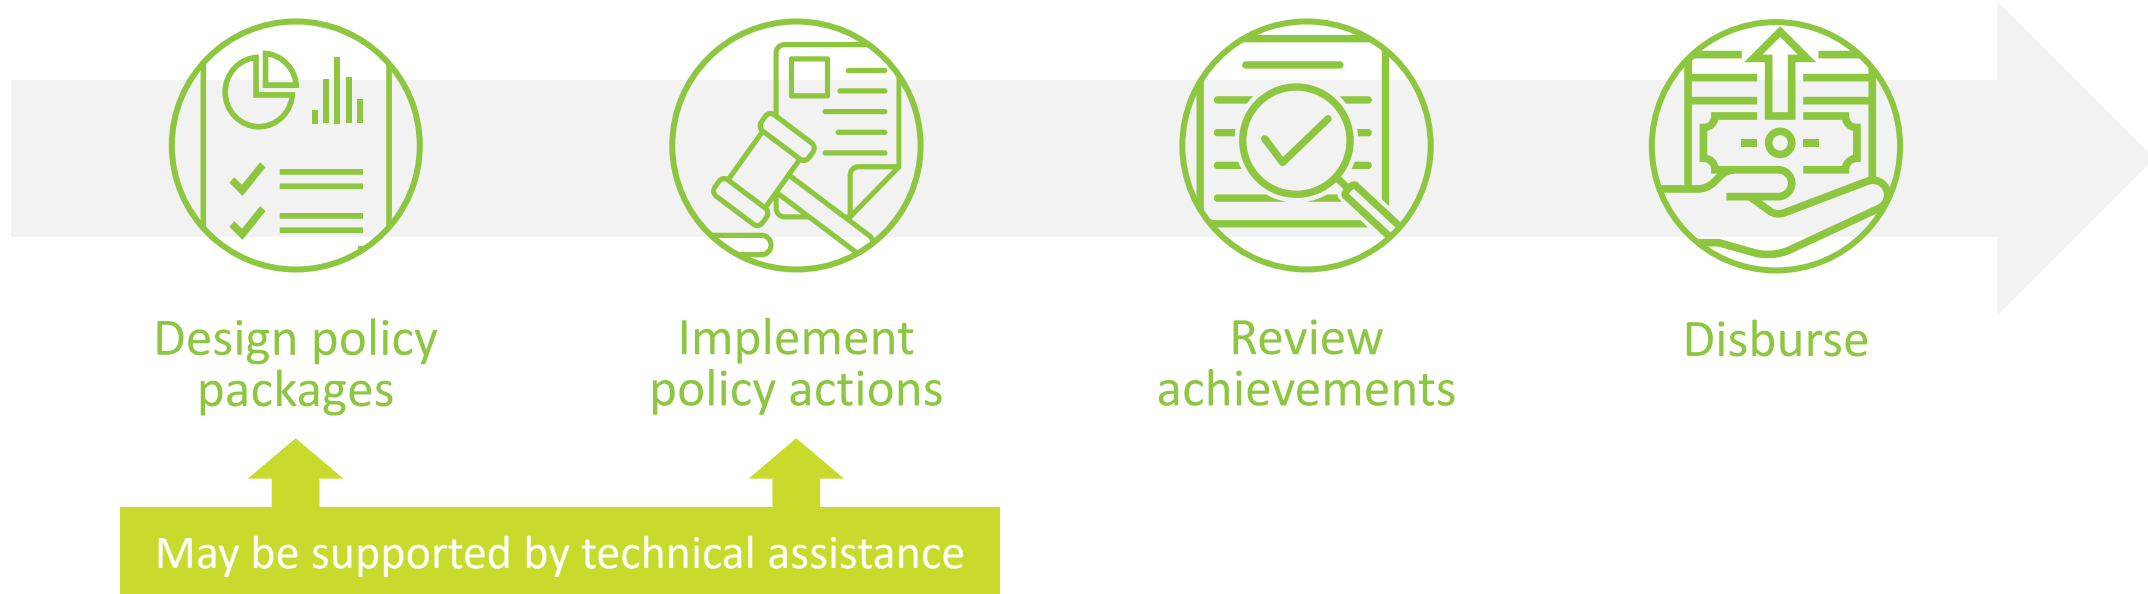 Design policy
packages
Implement
policy actions
Review
achievements
Disburse
May be supported by technical assistance